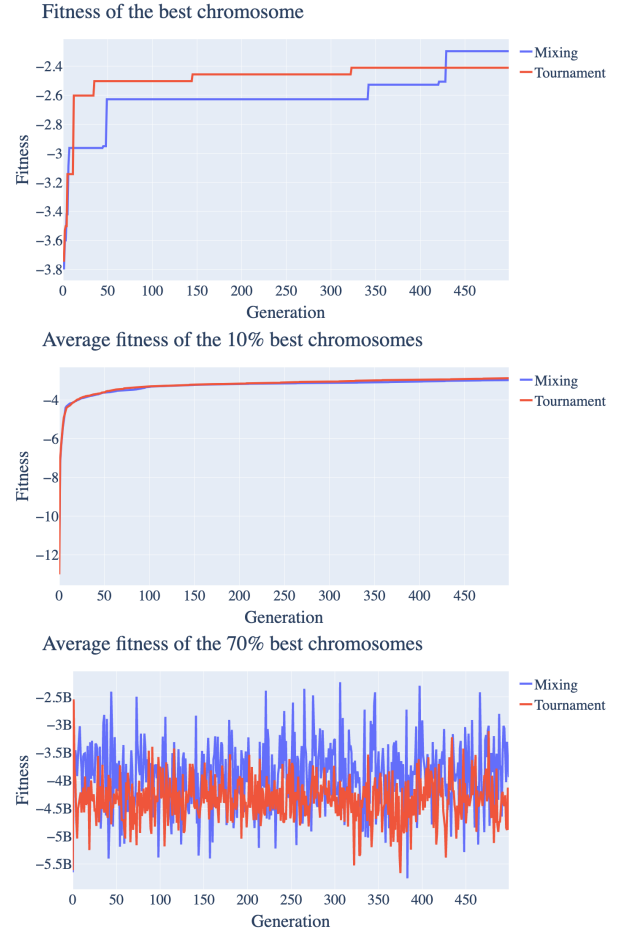 Fitness of the best chromosome
Mixing
Tournament
−2.4
−2.6
−2.8
−3
−3.2
−3.4
−3.6
−3.8
Fitness
0 50 100 150 200 250 300 350 400 450
Generation
Average fitness of the 10% best chromosomes
Mixing
Tournament
−4
−6
−8
−10
−12
Fitness
0 50 100 150 200 250 300 350 400 450
Generation
Average fitness of the 70% best chromosomes
Mixing
Tournament
−2.5B
−3B
−3.5B
−4B
−4.5B
−5B
−5.5B
Fitness
0 50 100 150 200 250 300 350 400 450
Generation